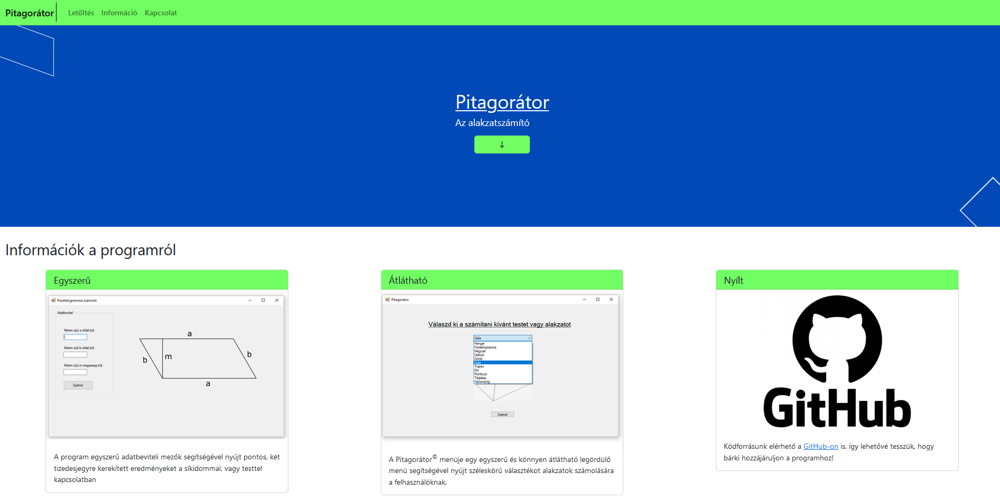 Pitagorátor Letöltés Információ Kapcsolat
Pitagorátor
Az alakzatszámító
↓
Információk a programról
Egyszerű
Paralelogramma számoló
Adatbevitel
Kérem a(z) a oldal-(o)t:
Kérem a(z) b oldal-(o)t:
Kérem a(z) m magassag-(o)t:
Számol
a
b
m
b
a
A program egyszerű adatbeviteli mezők segítségével nyújt pontos, két
tizedesjegyre kerekített eredményeket a síkidommal, vagy testtel
kapcsolatban
Átlátható
Pitagorator
Válaszd ki a számítani kívánt testet vagy alakzatot
Gúla
Henger
Paralelogramma
Négyzet
Deltoid
Gömb
Gúla
Trapéz
Kör
Rombusz
Téglalap
Háromszög
Számol
A Pitagorátor© menüje egy egyszerű és könnyen átlátható legördülő
menü segítségével nyújt széleskörű választékot alakzatok számolására
a felhasználóknak.
Nyílt
GitHub
Kódforrásunk elérhető a GitHub-on is, így lehetővé tesszük, hogy
bárki hozzájáruljon a programhoz!